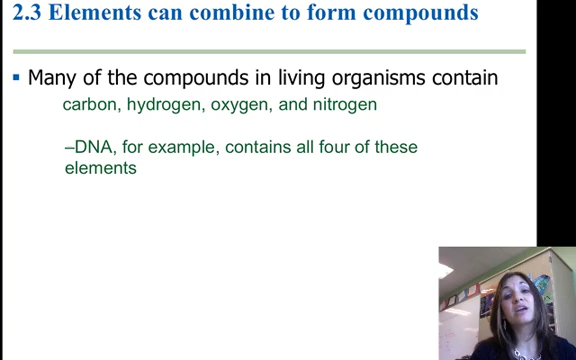 2.3 Elements can combine to form compounds
Many of the compounds in living organisms contain
carbon, hydrogen, oxygen, and nitrogen
–DNA, for example, contains all four of these
elements